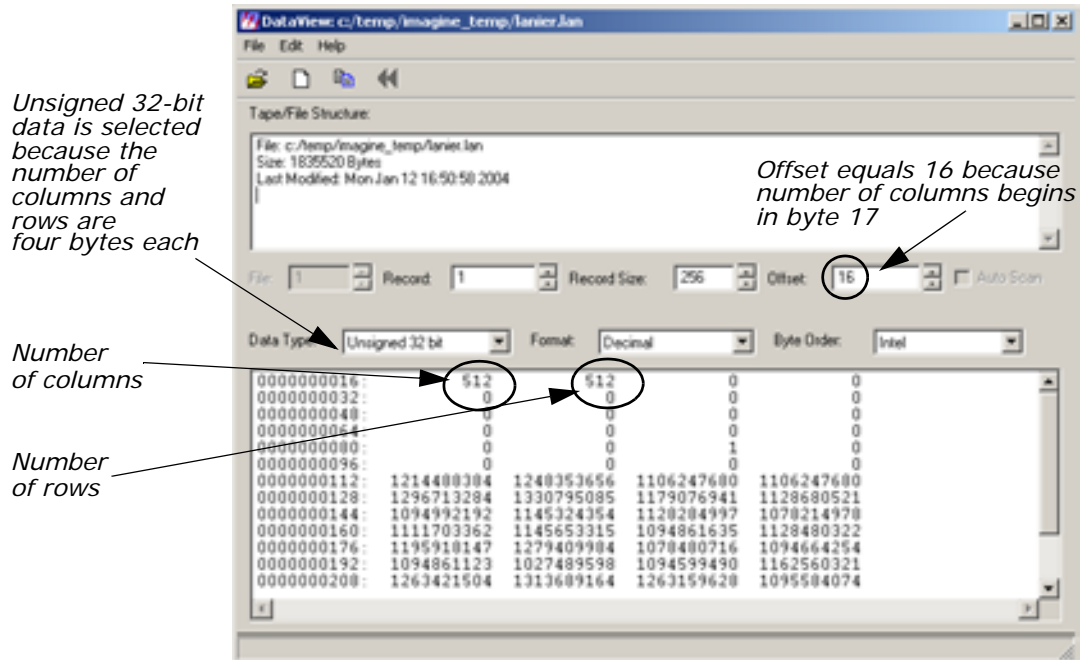 DataView: c:/temp/imagine_temp/lanier.lan
File Edit Help
Tape/File Structure:
File: c:/temp/imagine_temp/lanier.lan
Size: 1835520 Bytes
Last Modified: Mon Jan 12 16:50:58 2004
Unsigned 32-bit
data is selected
because the
number of
columns and
rows are
four bytes each
Offset equals 16 because
number of columns begins
in byte 17
File: 1 Record: 1 Record Size: 256 Offset: 16 Auto Scan
Data Type: Unsigned 32 bit Format: Decimal Byte Order: Intel
Number
of columns
Number
of rows
0000000016: 512 512 0 0
0000000032: 0 0 0 0
0000000048: 0 0 0 0
0000000064: 0 0 0 0
0000000080: 0 0 1 0
0000000096: 0 0 0 0
0000000112: 1214488384 1248353656 1106247680 1106247680
0000000128: 1296713284 1330795085 1179076941 1128680521
0000000144: 1094992192 1145324354 1128284997 1078214978
0000000160: 1111703362 1145653315 1094861635 1128480322
0000000176: 1195918147 1279409984 1078480716 1094664254
0000000192: 1094861123 1027489598 1094599490 1162560321
0000000208: 1263421504 1313689164 1263159628 1095584074